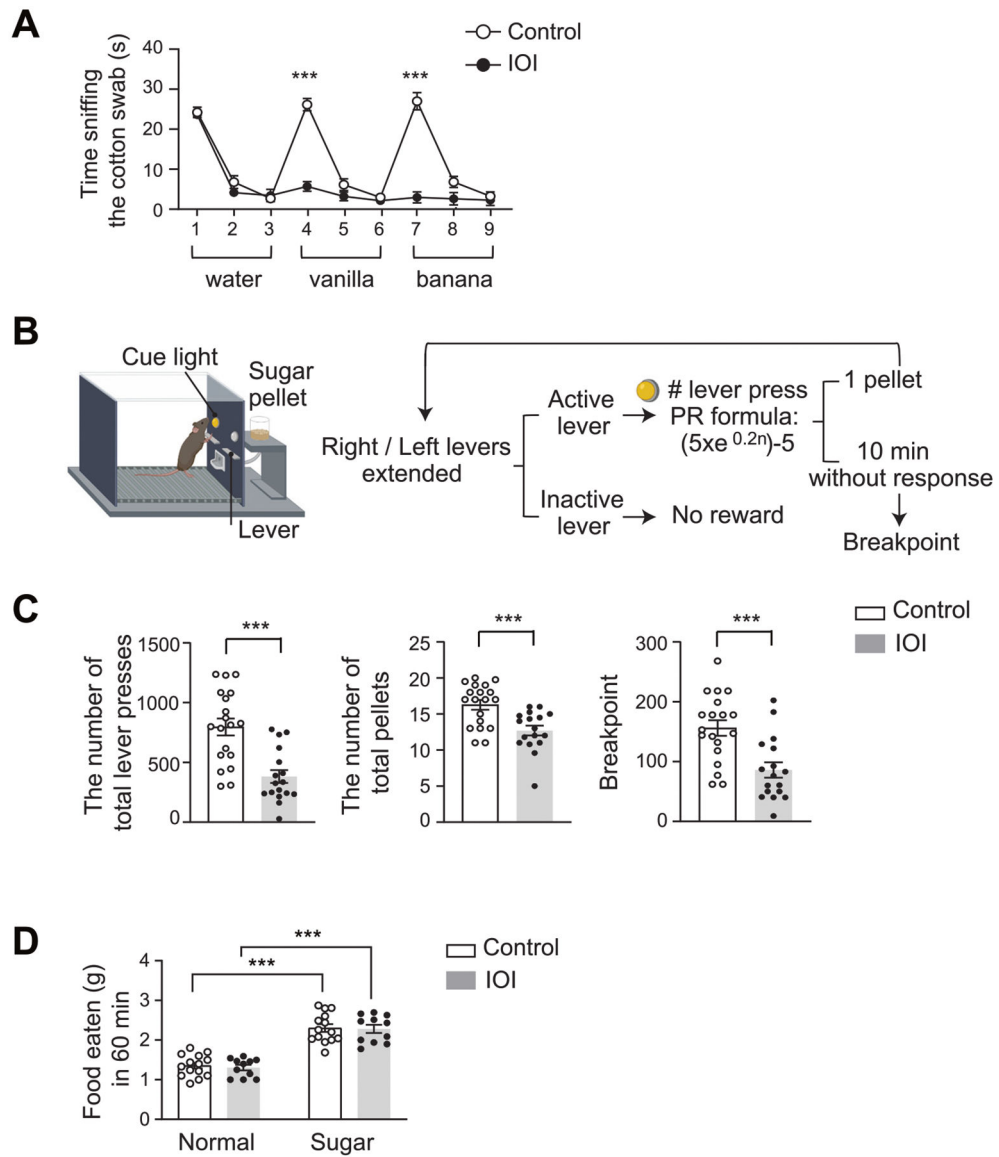 A
Control
IOI
Time sniffing
the cotton swab (s)
40
30
20
10
0
***
***
1 2 3 4 5 6 7 8 9
water vanilla banana
B
Cue light
Sugar
pellet
Lever
Right / Left levers
extended
Active
lever
# lever press
PR formula:
(5xe 0.2n)-5
1 pellet
10 min
without response
Breakpoint
Inactive
lever
No reward
C
Control
IOI
The number of
total lever presses
1500
1000
500
0
***
The number of
total pellets
25
20
15
10
5
0
***
Breakpoint
300
200
100
0
***
D
Control
IOI
Food eaten (g)
in 60 min
4
3
2
1
0
***
***
Normal Sugar